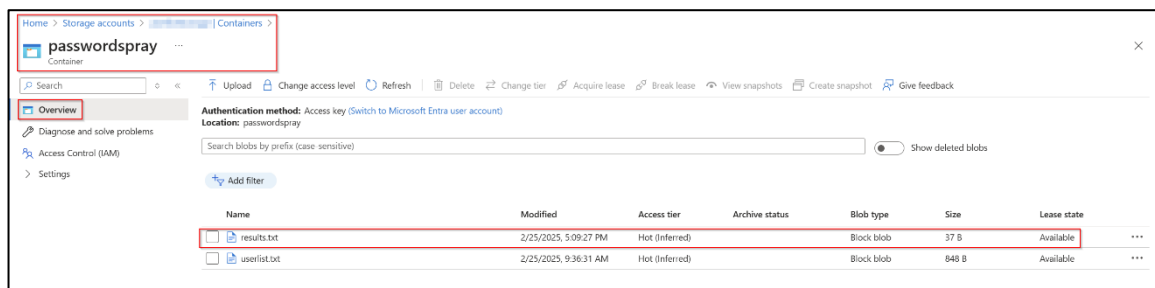 Home > Storage accounts > | Containers >
passwordspray ...
Container
Search
Upload Change access level Refresh Delete Change tier Acquire lease Break lease View snapshots Create snapshot Give feedback
Overview
Diagnose and solve problems
Access Control (IAM)
Settings
Authentication method: Access key (Switch to Microsoft Entra user account)
Location: passwordspray
Search blobs by prefix (case-sensitive)
Show deleted blobs
Add filter
Name Modified Access tier Archive status Blob type Size Lease state
results.txt 2/25/2025, 5:09:27 PM Hot (Inferred) Block blob 37 B Available ...
userlist.txt 2/25/2025, 9:36:31 AM Hot (Inferred) Block blob 848 B Available ...